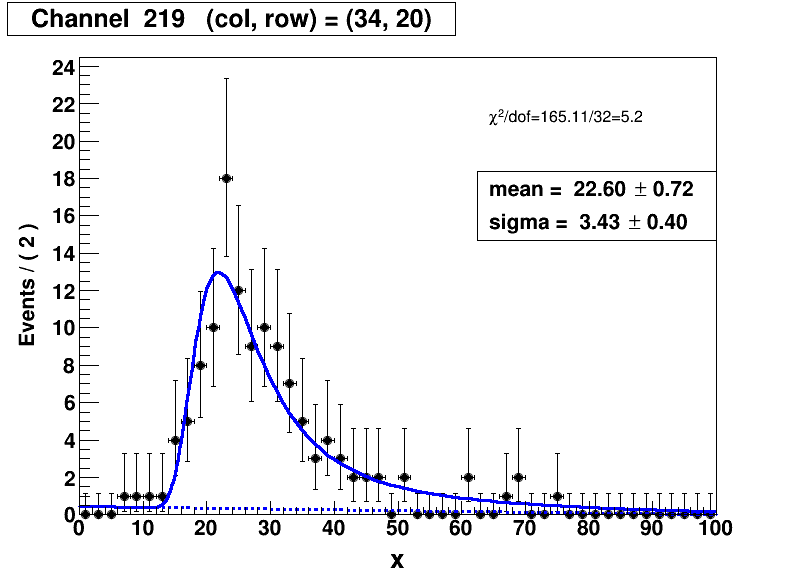 Channel 219 (col, row) = (34, 20)
χ²/dof=165.11/32=5.2
mean = 22.60 ± 0.72
sigma = 3.43 ± 0.40
Events / ( 2 )
24
22
20
18
16
14
12
10
8
6
4
2
0
0 10 20 30 40 50 60 70 80 90 100
x